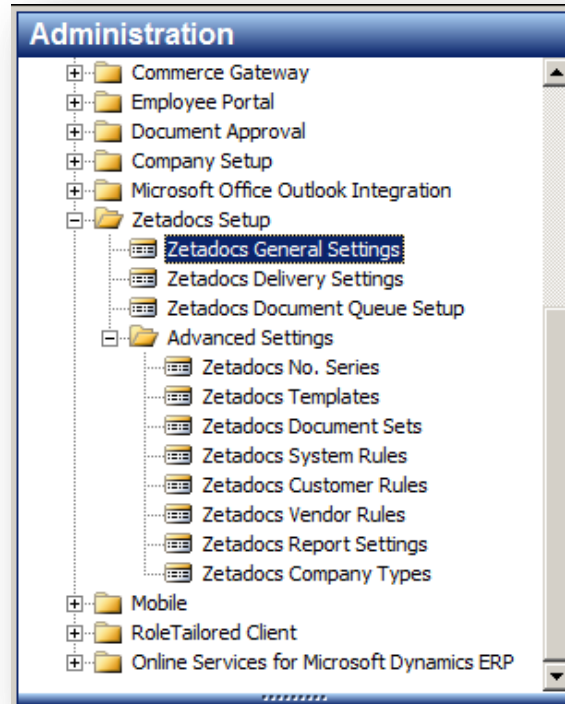 Administration
Commerce Gateway
Employee Portal
Document Approval
Company Setup
Microsoft Office Outlook Integration
Zetadocs Setup
Zetadocs General Settings
Zetadocs Delivery Settings
Zetadocs Document Queue Setup
Advanced Settings
Zetadocs No. Series
Zetadocs Templates
Zetadocs Document Sets
Zetadocs System Rules
Zetadocs Customer Rules
Zetadocs Vendor Rules
Zetadocs Report Settings
Zetadocs Company Types
Mobile
RoleTailored Client
Online Services for Microsoft Dynamics ERP